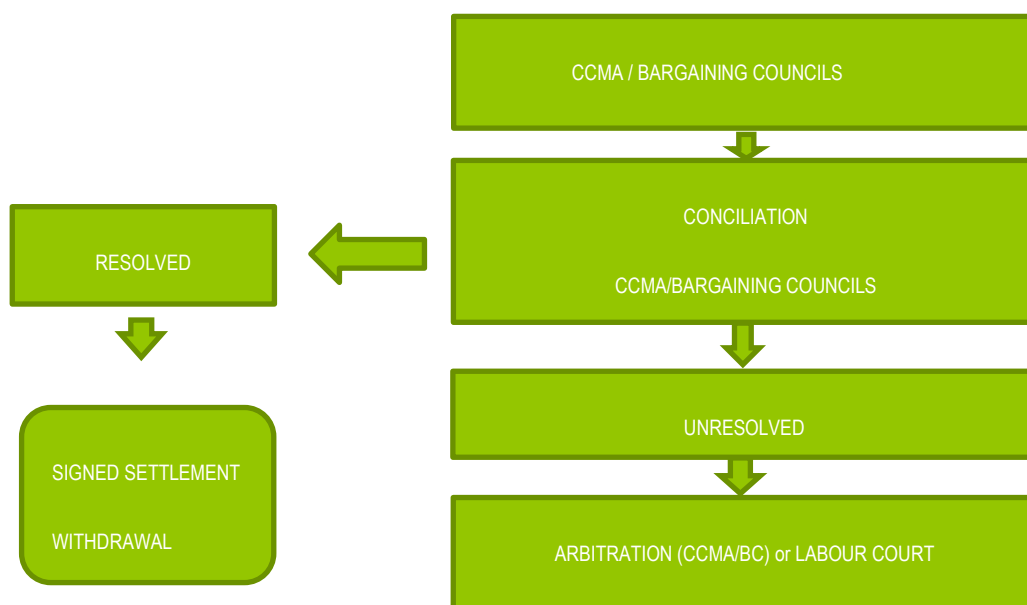 CCMA / BARGAINING COUNCILS
CONCILIATION
CCMA/BARGAINING COUNCILS
RESOLVED
UNRESOLVED
SIGNED SETTLEMENT
WITHDRAWAL
ARBITRATION (CCMA/BC) or LABOUR COURT